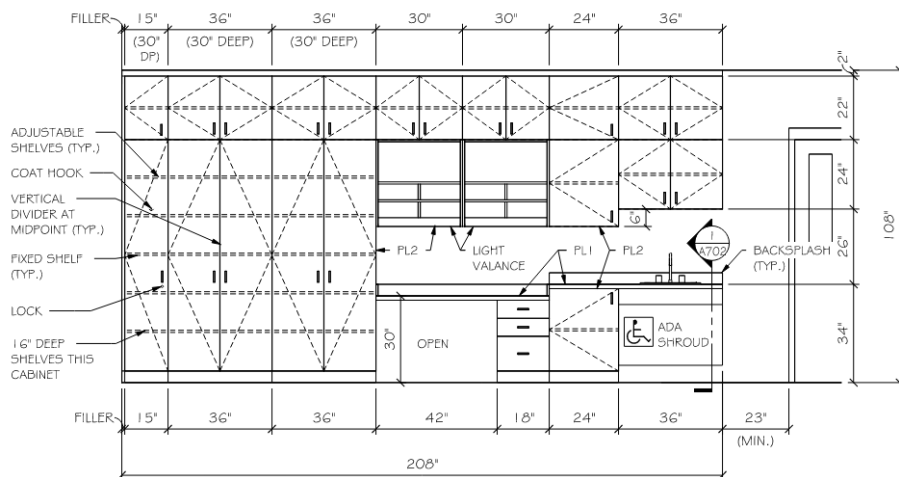 FILLER 15" 36" 36" 30" 30" 24" 36"
(30" DP) (30" DEEP) (30" DEEP)
2"
22"
24"
26"
34"
108"
6"
ADJUSTABLE
SHELVES (TYP.)
COAT HOOK
VERTICAL
DIVIDER AT
MIDPOINT (TYP.)
FIXED SHELF
(TYP.)
LOCK
16" DEEP
SHELVES THIS
CABINET
PL2
LIGHT
VALANCE
PL1
PL2
1
A702
BACKSPLASH
(TYP.)
30"
OPEN
ADA
SHROUD
FILLER 15" 36" 36" 42" 18" 24" 36" 23"
(MIN.)
208"